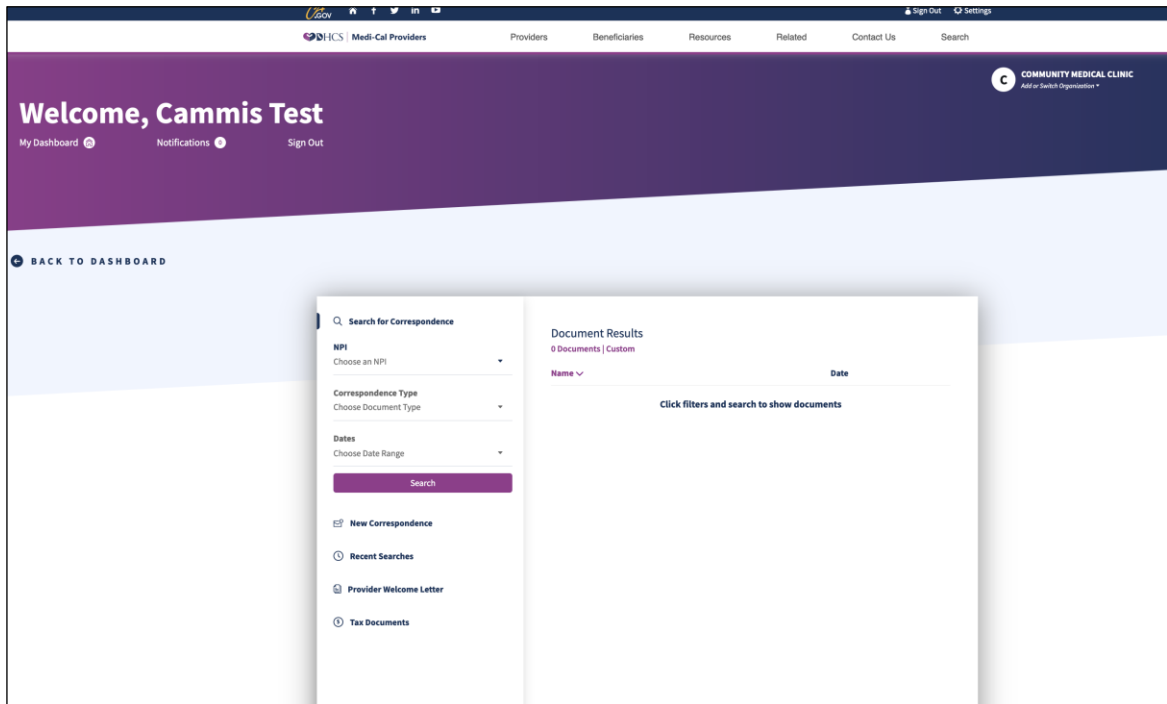 CA.GOV
Sign Out Settings
DHCS | Medi-Cal Providers Providers Beneficiaries Resources Related Contact Us Search
C COMMUNITY MEDICAL CLINIC
Add or Switch Organization
Welcome, Cammis Test
My Dashboard Notifications 0 Sign Out
BACK TO DASHBOARD
Search for Correspondence
NPI
Choose an NPI
Correspondence Type
Choose Document Type
Dates
Choose Date Range
Search
New Correspondence
Recent Searches
Provider Welcome Letter
Tax Documents
Document Results
0 Documents | Custom
Name Date
Click filters and search to show documents